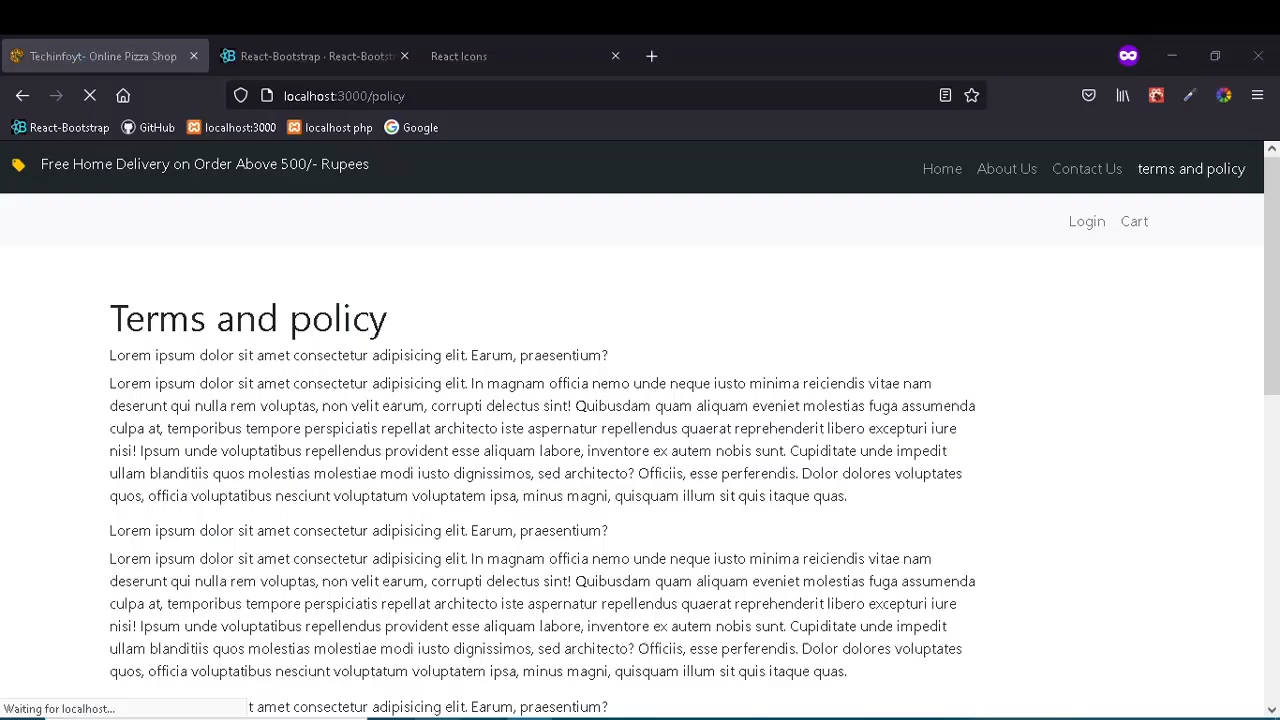 Techinfoyt- Online Pizza Shop
React-Bootstrap · React-Bootst
React Icons
localhost:3000/policy
React-Bootstrap GitHub localhost:3000 localhost php Google
Free Home Delivery on Order Above 500/- Rupees
Home About Us Contact Us terms and policy
Login Cart
Terms and policy
Lorem ipsum dolor sit amet consectetur adipisicing elit. Earum, praesentium?
Lorem ipsum dolor sit amet consectetur adipisicing elit. In magnam officia nemo unde neque iusto minima reiciendis vitae nam
deserunt qui nulla rem voluptas, non velit earum, corrupti delectus sint! Quibusdam quam aliquam eveniet molestias fuga assumenda
culpa at, temporibus tempore perspiciatis repellat architecto iste aspernatur repellendus quaerat reprehenderit libero excepturi iure
nisi! Ipsum unde voluptatibus repellendus provident esse aliquam labore, inventore ex autem nobis sunt. Cupiditate unde impedit
ullam blanditiis quos molestias molestiae modi iusto dignissimos, sed architecto? Officiis, esse perferendis. Dolor dolores voluptates
quos, officia voluptatibus nesciunt voluptatum voluptatem ipsa, minus magni, quisquam illum sit quis itaque quas.
Lorem ipsum dolor sit amet consectetur adipisicing elit. Earum, praesentium?
Lorem ipsum dolor sit amet consectetur adipisicing elit. In magnam officia nemo unde neque iusto minima reiciendis vitae nam
deserunt qui nulla rem voluptas, non velit earum, corrupti delectus sint! Quibusdam quam aliquam eveniet molestias fuga assumenda
culpa at, temporibus tempore perspiciatis repellat architecto iste aspernatur repellendus quaerat reprehenderit libero excepturi iure
nisi! Ipsum unde voluptatibus repellendus provident esse aliquam labore, inventore ex autem nobis sunt. Cupiditate unde impedit
ullam blanditiis quos molestias molestiae modi iusto dignissimos, sed architecto? Officiis, esse perferendis. Dolor dolores voluptates
quos, officia voluptatibus nesciunt voluptatum voluptatem ipsa, minus magni, quisquam illum sit quis itaque quas.
t amet consectetur adipisicing elit. Earum, praesentium?
Waiting for localhost...